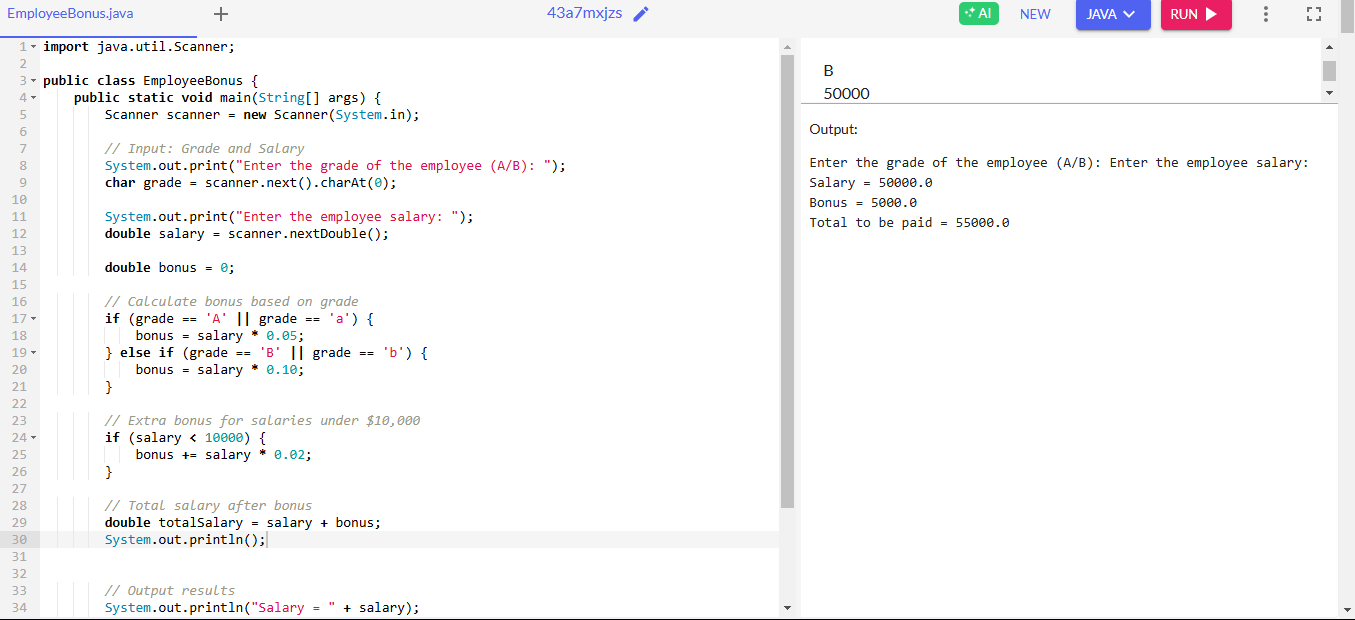 EmployeeBonus.java + 43a7mxjzs AI NEW JAVA RUN
1 import java.util.Scanner;
2
3 public class EmployeeBonus {
4 public static void main(String[] args) {
5 Scanner scanner = new Scanner(System.in);
6
7 // Input: Grade and Salary
8 System.out.print("Enter the grade of the employee (A/B): ");
9 char grade = scanner.next().charAt(0);
10
11 System.out.print("Enter the employee salary: ");
12 double salary = scanner.nextDouble();
13
14 double bonus = 0;
15
16 // Calculate bonus based on grade
17 if (grade == 'A' || grade == 'a') {
18 bonus = salary * 0.05;
19 } else if (grade == 'B' || grade == 'b') {
20 bonus = salary * 0.10;
21 }
22
23 // Extra bonus for salaries under $10,000
24 if (salary < 10000) {
25 bonus += salary * 0.02;
26 }
27
28 // Total salary after bonus
29 double totalSalary = salary + bonus;
30 System.out.println();
31
32
33 // Output results
34 System.out.println("Salary = " + salary);
B
50000
Output:
Enter the grade of the employee (A/B): Enter the employee salary:
Salary = 50000.0
Bonus = 5000.0
Total to be paid = 55000.0